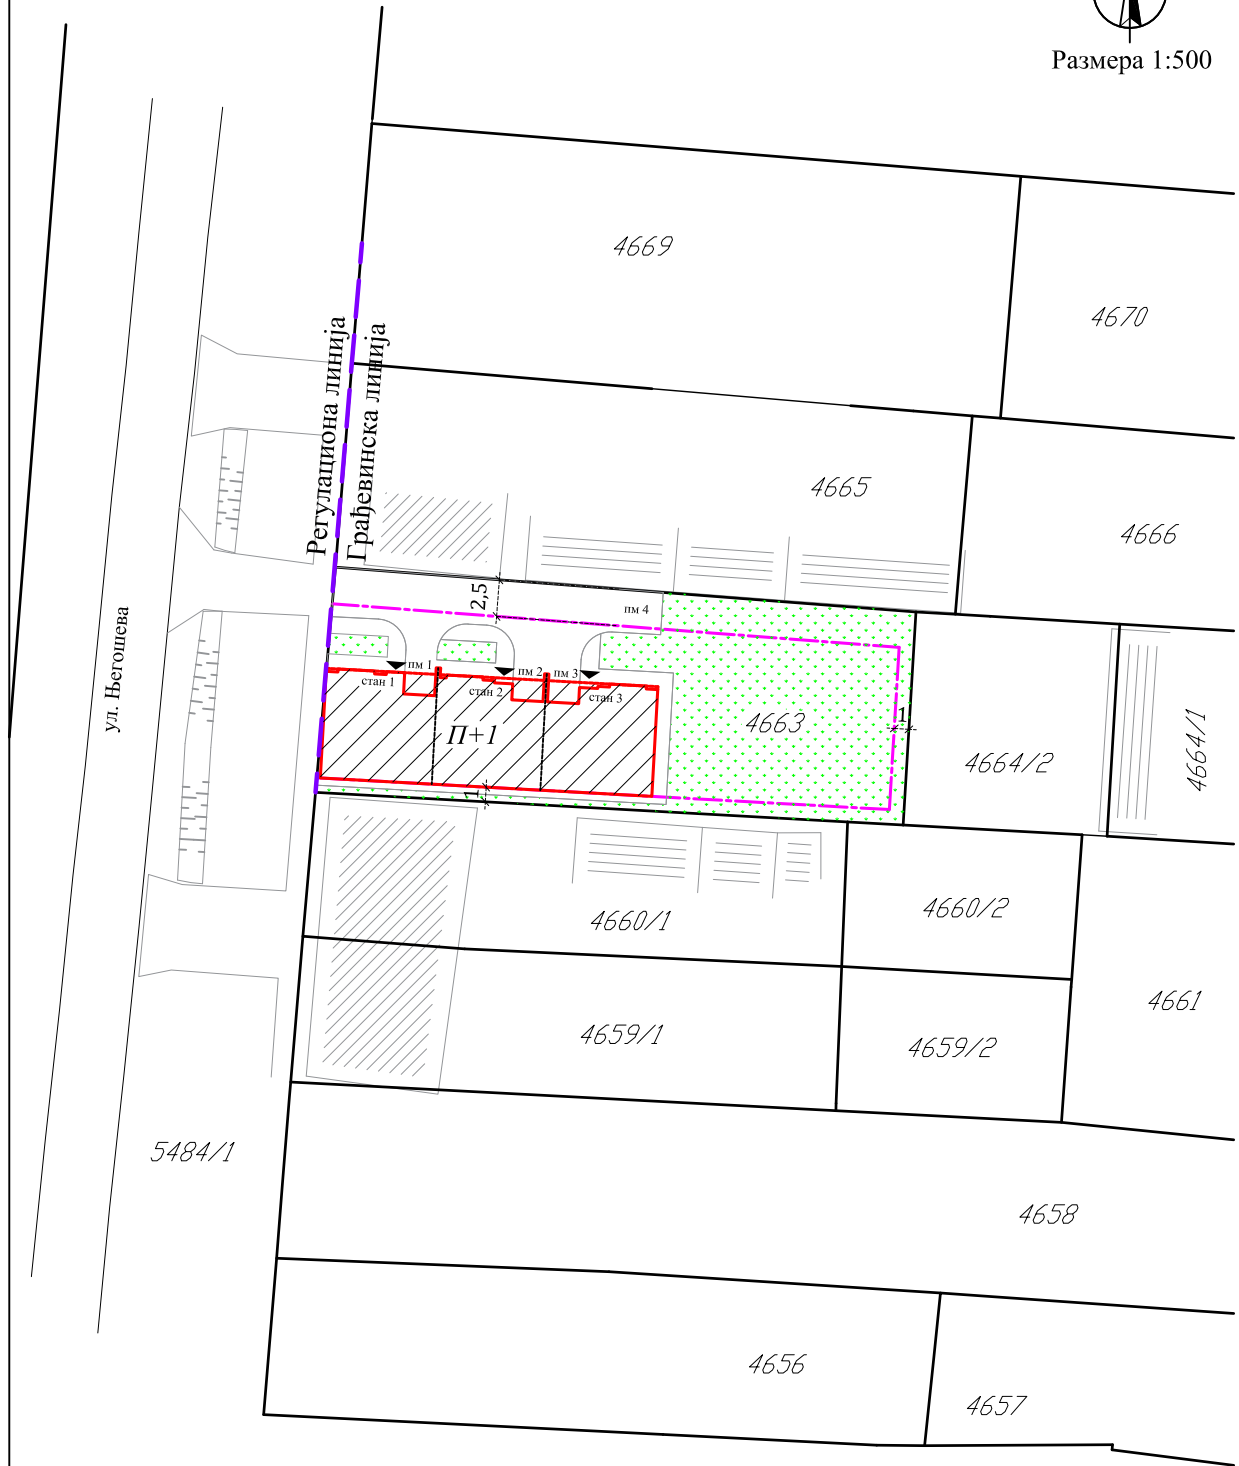 Размера 1:500
4669
4670
Регулациона линија
Грађевинска линија
4665
4666
2,5
пм 4
ул. Његошева
пм 1
пм 2
пм 3
стан 1
стан 2
стан 3
П+1
4663
1
4664/2
4664/1
1
4660/1
4660/2
4661
4659/1
4659/2
5484/1
4658
4656
4657